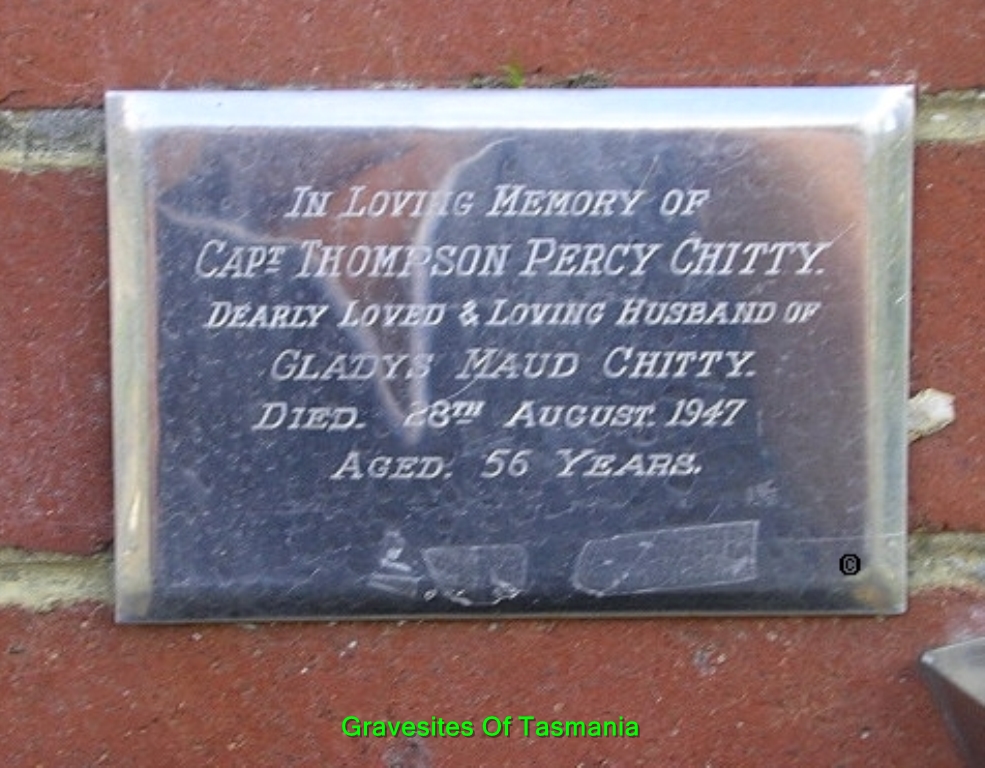 IN LOVING MEMORY OF
CAPT THOMPSON PERCY CHITTY.
DEARLY LOVED & LOVING HUSBAND OF
GLADYS MAUD CHITTY.
DIED. 28TH AUGUST. 1947
AGED. 56 YEARS.
©
Gravesites Of Tasmania